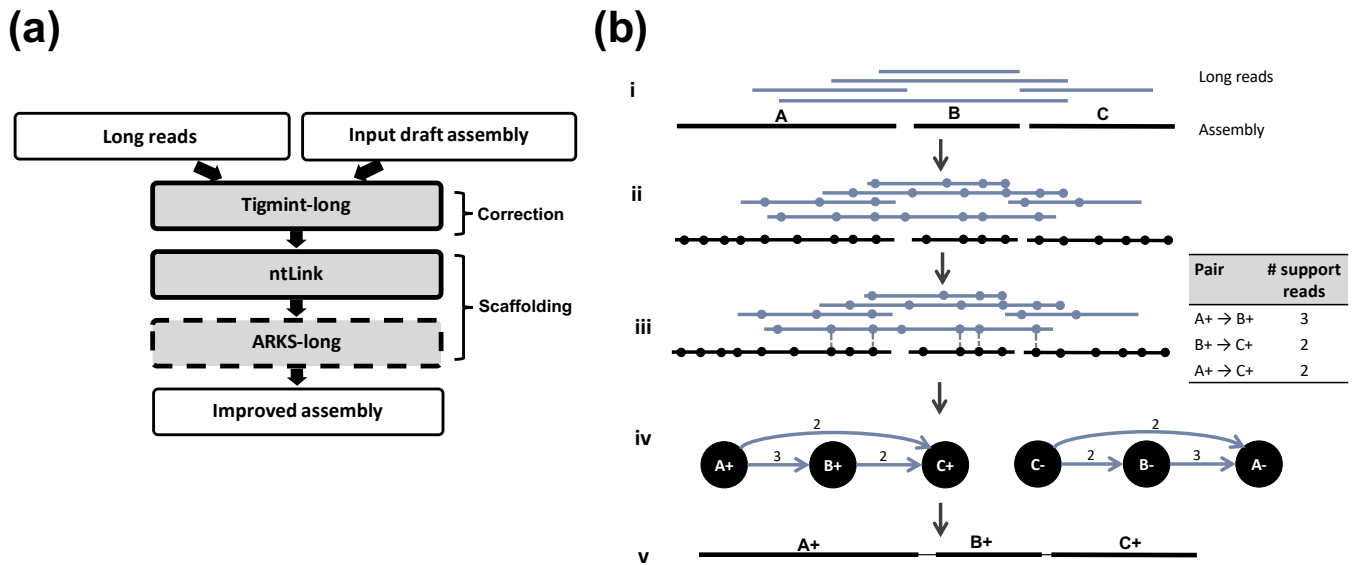 (a)
Long reads
Input draft assembly
Tigmint-long
Correction
ntLink
Scaffolding
ARKS-long
Improved assembly
(b)
i
Long reads
A
B
C
Assembly
ii
iii
Pair # support reads
A+ → B+ 3
B+ → C+ 2
A+ → C+ 2
iv
2
A+ 3 B+ 2 C+
2
C- 2 B- 3 A-
v
A+ B+ C+